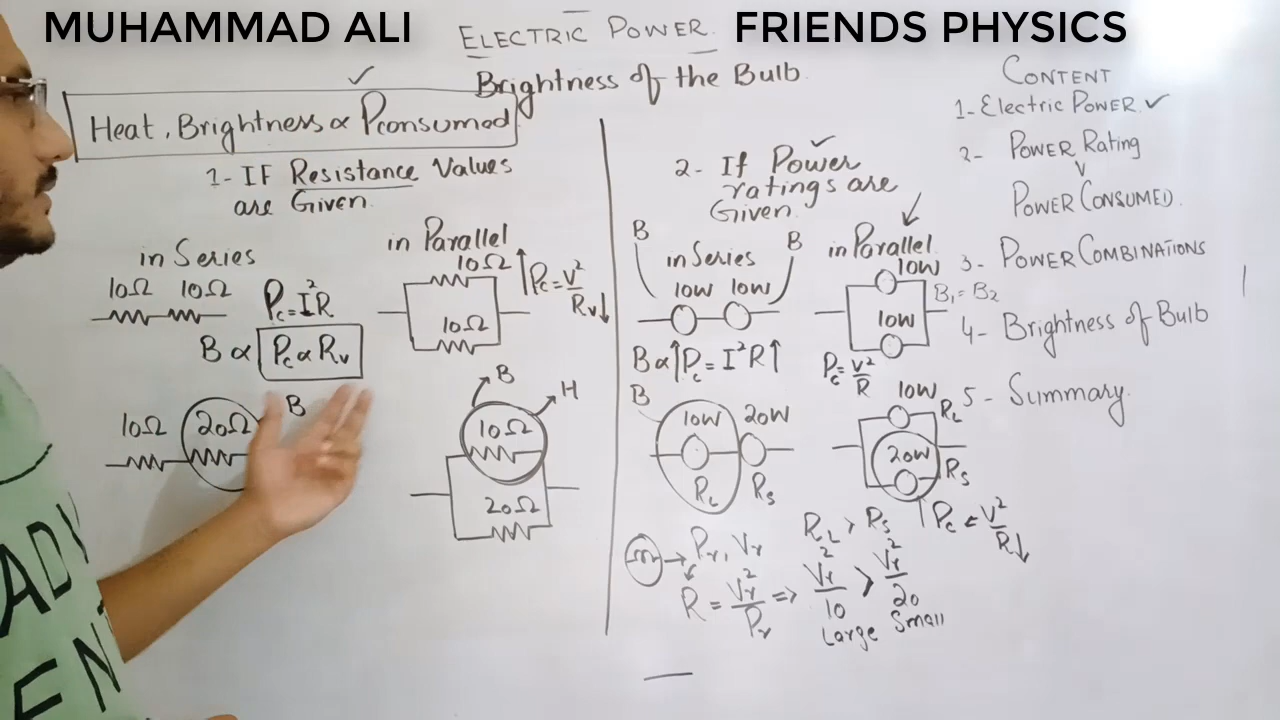 MUHAMMAD ALI
FRIENDS PHYSICS
ELECTRIC POWER
Brightness of the Bulb
Heat, Brightness ∝ Pconsumed
1- IF Resistance Values
are Given.
in Series
10Ω 10Ω
Pc = I²R
B ∝ Pc ∝ Rv
10Ω 20Ω
B
in Parallel
10Ω
10Ω
Pc = V²/Rv
B
H
10Ω
20Ω
2- If Power
ratings are
Given.
B B
in Series
10W 10W
B ∝ Pc = I²R
B
10W 20W
RL Rs
in Parallel
10W
B₁ = B₂
10W
Pc = V²/R
10W
RL
20W
Rs
RL > Rs
Pc = V²/R
Pr, Vr
R = Vr²/Pr => Vr²/10 > Vr²/20
Large Small
CONTENT
1- Electric POWER ✓
2- POWER Rating
POWER CONSUMED.
3- POWER COMBINATIONS
4- Brightness of Bulb
5- Summary.
ADY
EN